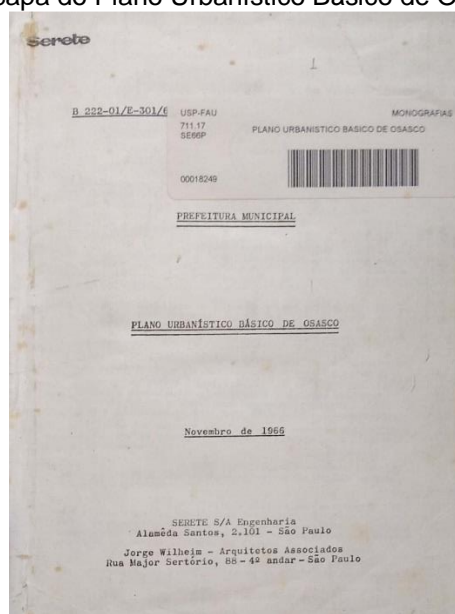 capa do Plano Urbanístico Básico de O
serete
1
B 222-01/E-301/6
USP-FAU
MONOGRAFIAS
711.17
SE66P
PLANO URBANISTICO BASICO DE OSASCO
00018249
PREFEITURA MUNICIPAL
PLANO URBANÍSTICO BÁSICO DE OSASCO
Novembro de 1966
SERETE S/A Engenharia
Alamêda Santos, 2.101 - São Paulo
Jorge Wilheim - Arquitetos Associados
Rua Major Sertório, 88 - 4º andar - São Paulo